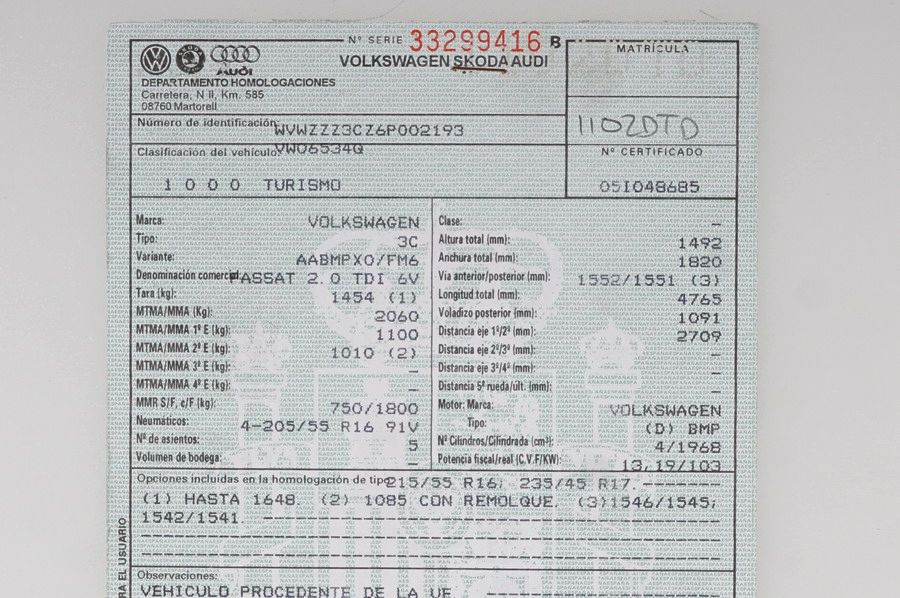 Nº SERIE 33299416 B
VOLKSWAGEN SKODA AUDI
AUDI
DEPARTAMENTO HOMOLOGACIONES
Carretera, N II, Km. 585
08760 Martorell
MATRICULA
1102DTD
Número de identificación: WVWZZZ3CZ6P002193
Clasificación del vehículo: VW06534Q
Nº CERTIFICADO
1 0 0 0 TURISMO
05I048685
Marca: VOLKSWAGEN
Tipo: 3C
Variante: AABMPX0/FM6
Denominación comercial: PASSAT 2.0 TDI 6V
Tara (kg): 1454 (1)
MTMA/MMA (Kg) 2060
MTMA/MMA 1º E (kg): 1100
MTMA/MMA 2º E (kg): 1010 (2)
MTMA/MMA 3º E (kg): –
MTMA/MMA 4º E (kg): –
MMR S/F, c/F (kg): 750/1800
Neumáticos: 4-205/55 R16 91V
Nº de asientos: 5
Volumen de bodega: –
Clase: –
Altura total (mm): 1492
Anchura total (mm): 1820
Vía anterior/posterior (mm): 1552/1551 (3)
Longitud total (mm): 4765
Voladizo posterior (mm): 1091
Distancia eje 1º/2º (mm): 2709
Distancia eje 2º/3º (mm): –
Distancia eje 3º/4º (mm): –
Distancia 5ª rueda/últ. (mm): –
Motor: Marca: VOLKSWAGEN
Tipo: (D) BMP
Nº Cilindros/Cilindrada (cm³): 4/1968
Potencia fiscal/real (C.V.F/KW): 13,19/103
Opciones incluidas en la homologación de tipo: 215/55 R16; 235/45 R17.
(1) HASTA 1648. (2) 1085 CON REMOLQUE. (3)1546/1545;
1542/1541.
Observaciones:
VEHICULO PROCEDENTE DE LA UE
RA EL USUARIO